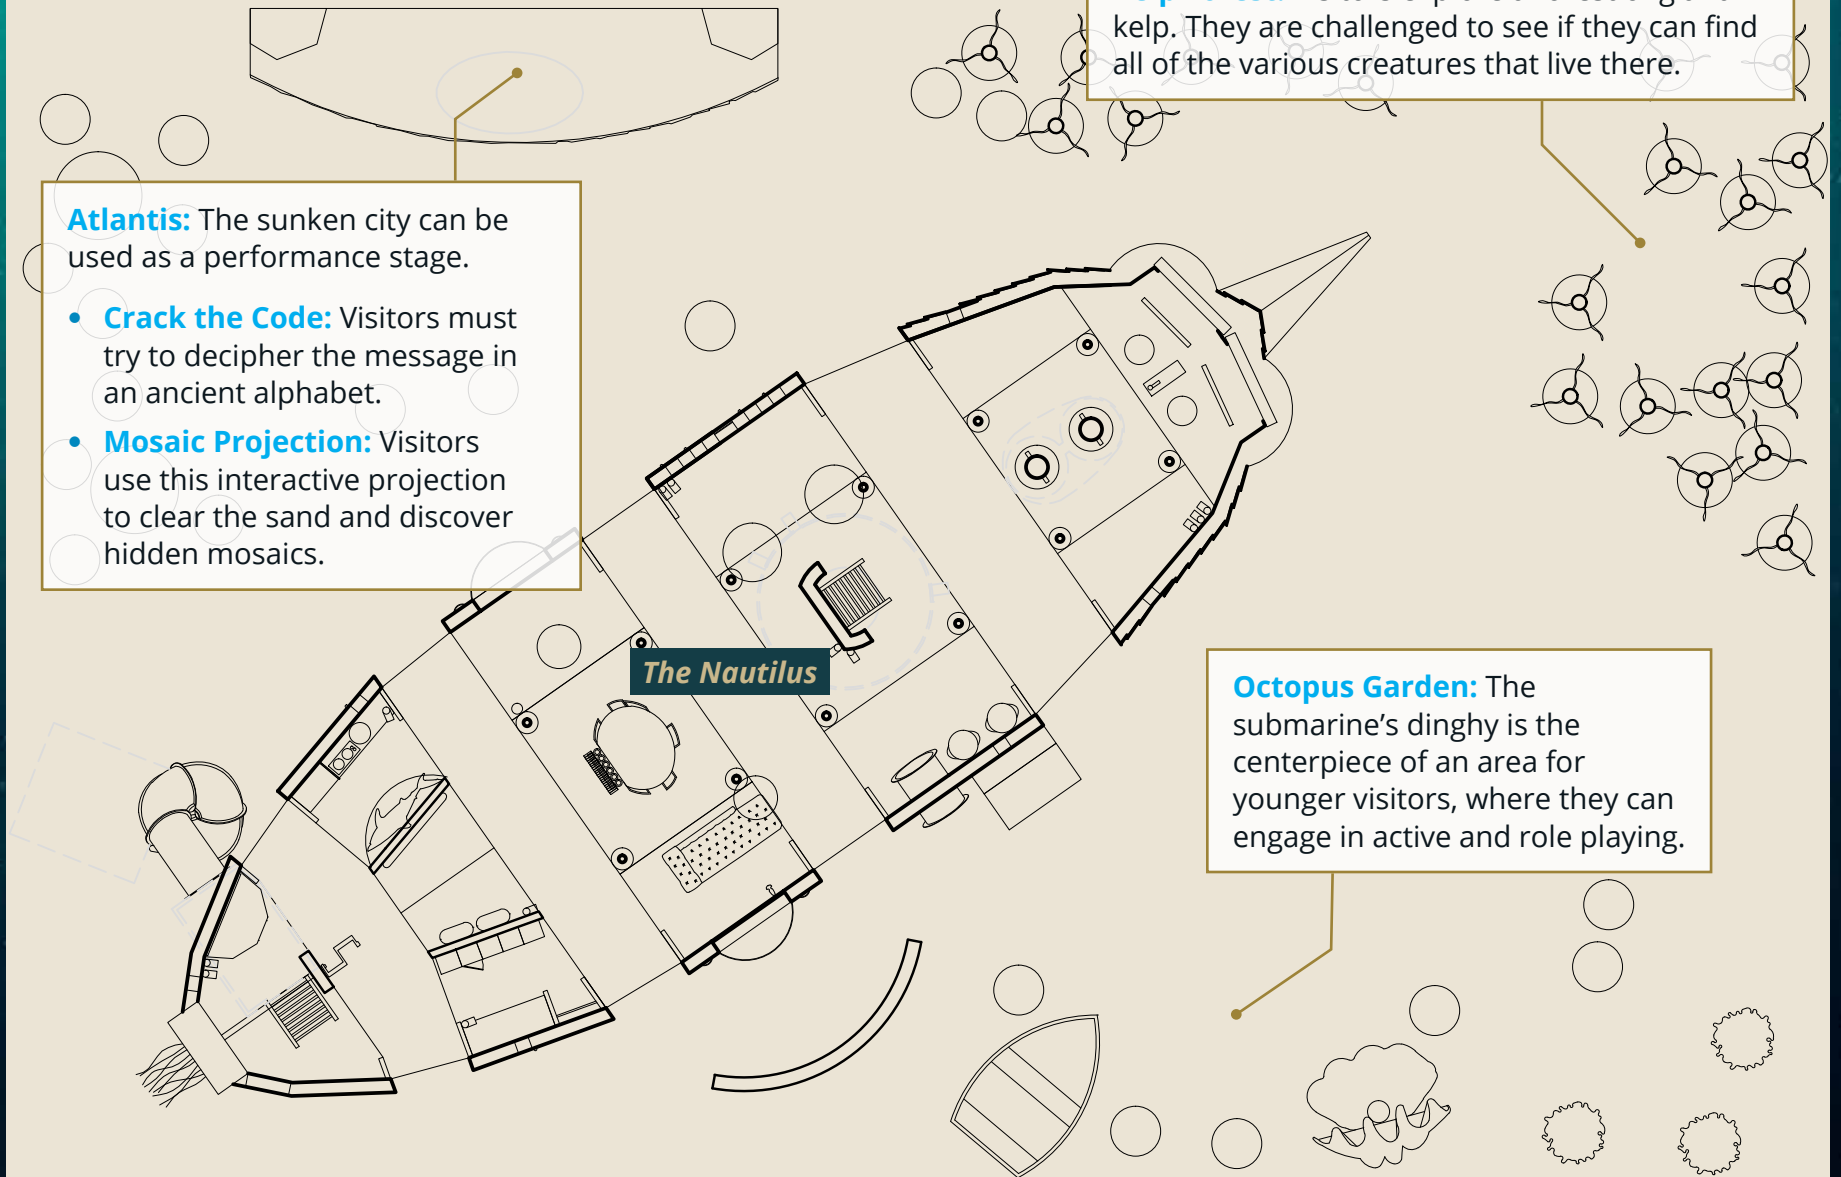 kelp. They are challenged to see if they can find
all of the various creatures that live there.
Atlantis: The sunken city can be
used as a performance stage.
• Crack the Code: Visitors must
try to decipher the message in
an ancient alphabet.
• Mosaic Projection: Visitors
use this interactive projection
to clear the sand and discover
hidden mosaics.
The Nautilus
Octopus Garden: The
submarine’s dinghy is the
centerpiece of an area for
younger visitors, where they can
engage in active and role playing.